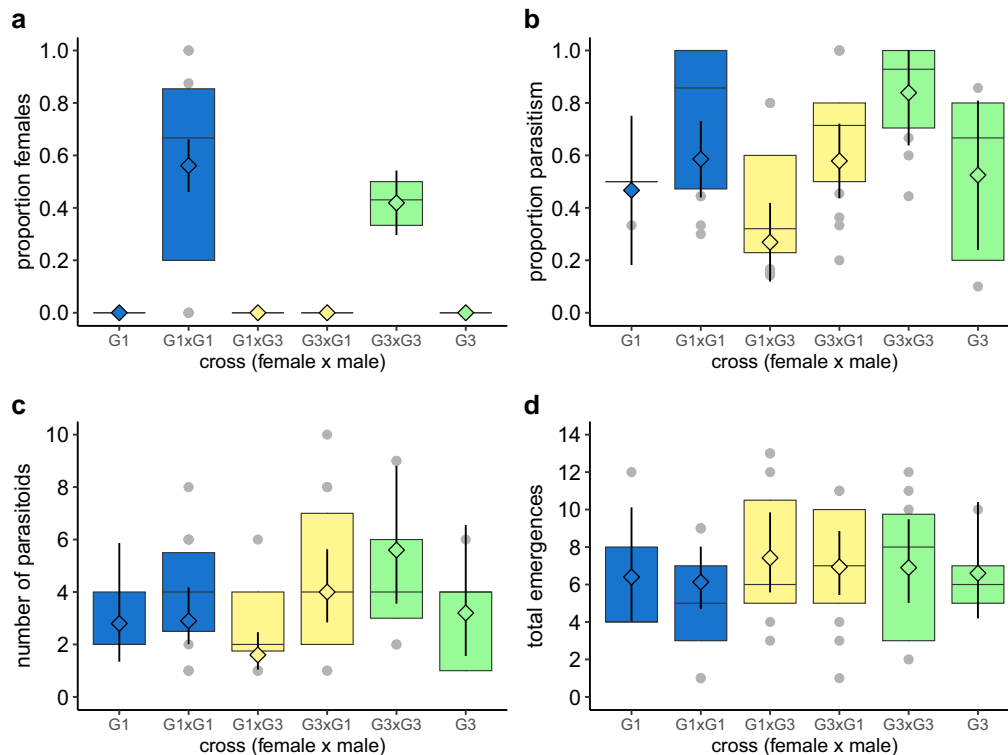 a
proportion females
1.0
0.8
0.6
0.4
0.2
0.0
G1 G1xG1 G1xG3 G3xG1 G3xG3 G3
cross (female x male)
b
proportion parasitism
1.0
0.8
0.6
0.4
0.2
0.0
G1 G1xG1 G1xG3 G3xG1 G3xG3 G3
cross (female x male)
c
number of parasitoids
10
8
6
4
2
0
G1 G1xG1 G1xG3 G3xG1 G3xG3 G3
cross (female x male)
d
total emergences
14
12
10
8
6
4
2
0
G1 G1xG1 G1xG3 G3xG1 G3xG3 G3
cross (female x male)